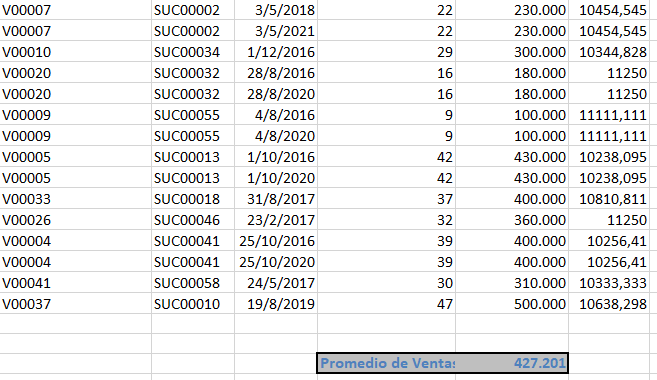 V00007 SUC00002 3/5/2018 22 230.000 10454,545
V00007 SUC00002 3/5/2021 22 230.000 10454,545
V00010 SUC00034 1/12/2016 29 300.000 10344,828
V00020 SUC00032 28/8/2016 16 180.000 11250
V00020 SUC00032 28/8/2020 16 180.000 11250
V00009 SUC00055 4/8/2016 9 100.000 11111,111
V00009 SUC00055 4/8/2020 9 100.000 11111,111
V00005 SUC00013 1/10/2016 42 430.000 10238,095
V00005 SUC00013 1/10/2020 42 430.000 10238,095
V00033 SUC00018 31/8/2017 37 400.000 10810,811
V00026 SUC00046 23/2/2017 32 360.000 11250
V00004 SUC00041 25/10/2016 39 400.000 10256,41
V00004 SUC00041 25/10/2020 39 400.000 10256,41
V00041 SUC00058 24/5/2017 30 310.000 10333,333
V00037 SUC00010 19/8/2019 47 500.000 10638,298
Promedio de Ventas 427.201